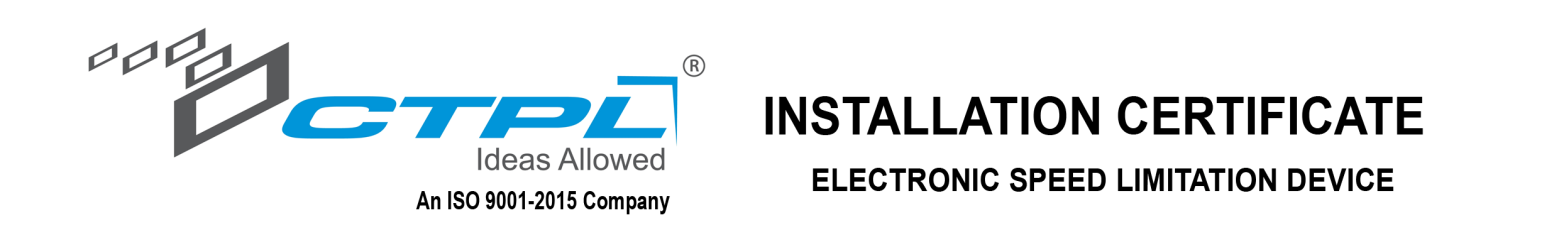 CTPL®
Ideas Allowed
An ISO 9001-2015 Company
INSTALLATION CERTIFICATE
ELECTRONIC SPEED LIMITATION DEVICE